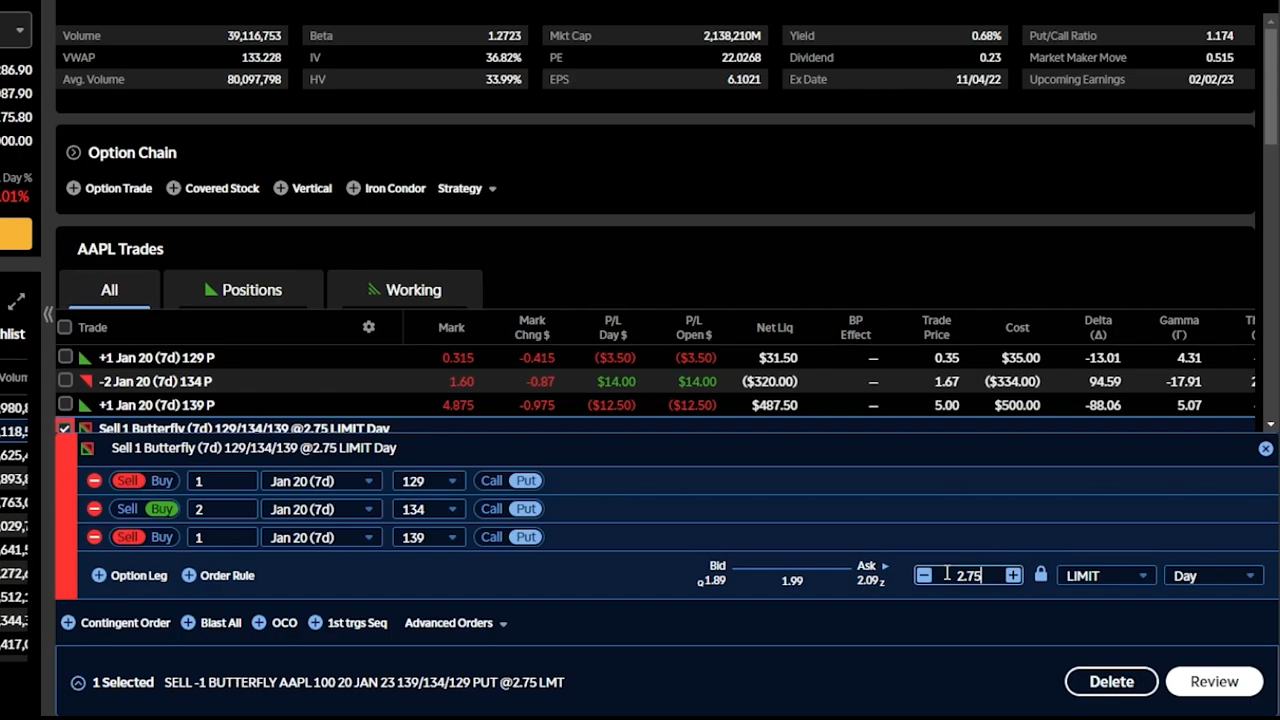 Volume 39,116,753 Beta 1.2723 Mkt Cap 2,138,210M Yield 0.68% Put/Call Ratio 1.174
VWAP 133.228 IV 36.82% PE 22.0268 Dividend 0.23 Market Maker Move 0.515
Avg. Volume 80,097,798 HV 33.99% EPS 6.1021 Ex Date 11/04/22 Upcoming Earnings 02/02/23
286.90
987.90
175.80
000.00
Day %
.01%
Option Chain
Option Trade Covered Stock Vertical Iron Condor Strategy
AAPL Trades
All Positions Working
Trade Mark Mark Chng $ P/L Day $ P/L Open $ Net Liq BP Effect Trade Price Cost Delta (Δ) Gamma (Γ)
+1 Jan 20 (7d) 129 P 0.315 -0.415 ($3.50) ($3.50) $31.50 — 0.35 $35.00 -13.01 4.31
-2 Jan 20 (7d) 134 P 1.60 -0.87 $14.00 $14.00 ($320.00) — 1.67 ($334.00) 94.59 -17.91
+1 Jan 20 (7d) 139 P 4.875 -0.975 ($12.50) ($12.50) $487.50 — 5.00 $500.00 -88.06 5.07
Sell 1 Butterfly (7d) 129/134/139 @2.75 LIMIT Day
Sell 1 Butterfly (7d) 129/134/139 @2.75 LIMIT Day
Sell Buy 1 Jan 20 (7d) 129 Call Put
Sell Buy 2 Jan 20 (7d) 134 Call Put
Sell Buy 1 Jan 20 (7d) 139 Call Put
Option Leg Order Rule Bid Q1.89 1.99 Ask 2.09Z 2.75 LIMIT Day
Contingent Order Blast All OCO 1st trgs Seq Advanced Orders
1 Selected SELL -1 BUTTERFLY AAPL 100 20 JAN 23 139/134/129 PUT @2.75 LMT Delete Review